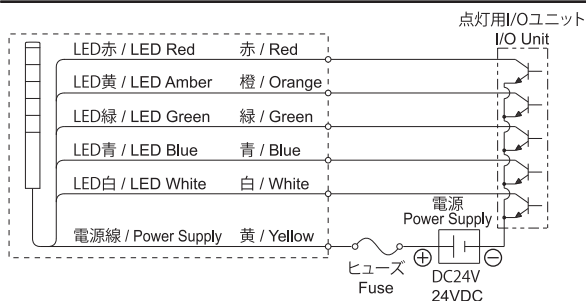 点灯用I/Oユニット
I/O Unit
LED赤 / LED Red 赤 / Red
LED黄 / LED Amber 橙 / Orange
LED緑 / LED Green 緑 / Green
LED青 / LED Blue 青 / Blue
LED白 / LED White 白 / White
電源
Power Supply
電源線 / Power Supply 黄 / Yellow
ヒューズ
Fuse
DC24V
24VDC